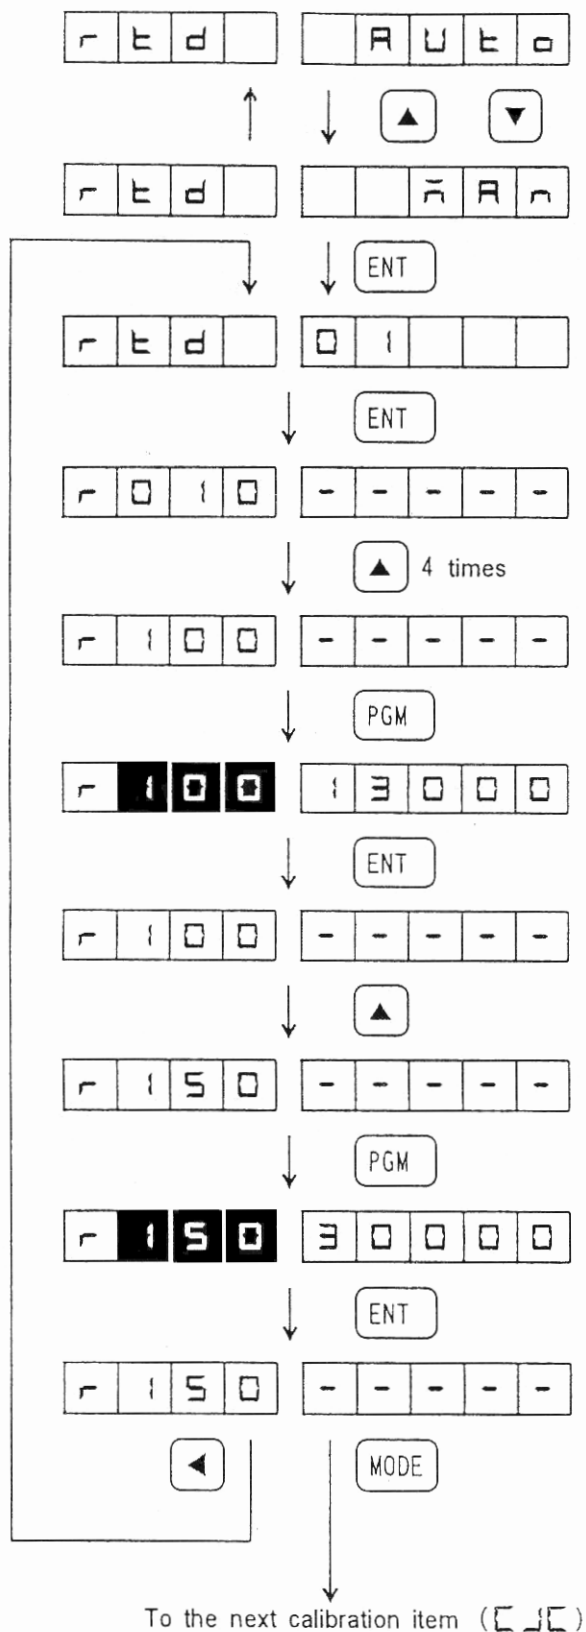 rtd AUto
▲ ▼
rtd MAn
ENT
rtd 01
ENT
r010 -----
▲ 4 times
r100 -----
PGM
r100 13000
ENT
r100 -----
▲
r150 -----
PGM
r150 30000
ENT
r150 -----
◀ MODE
To the next calibration item (CJC)